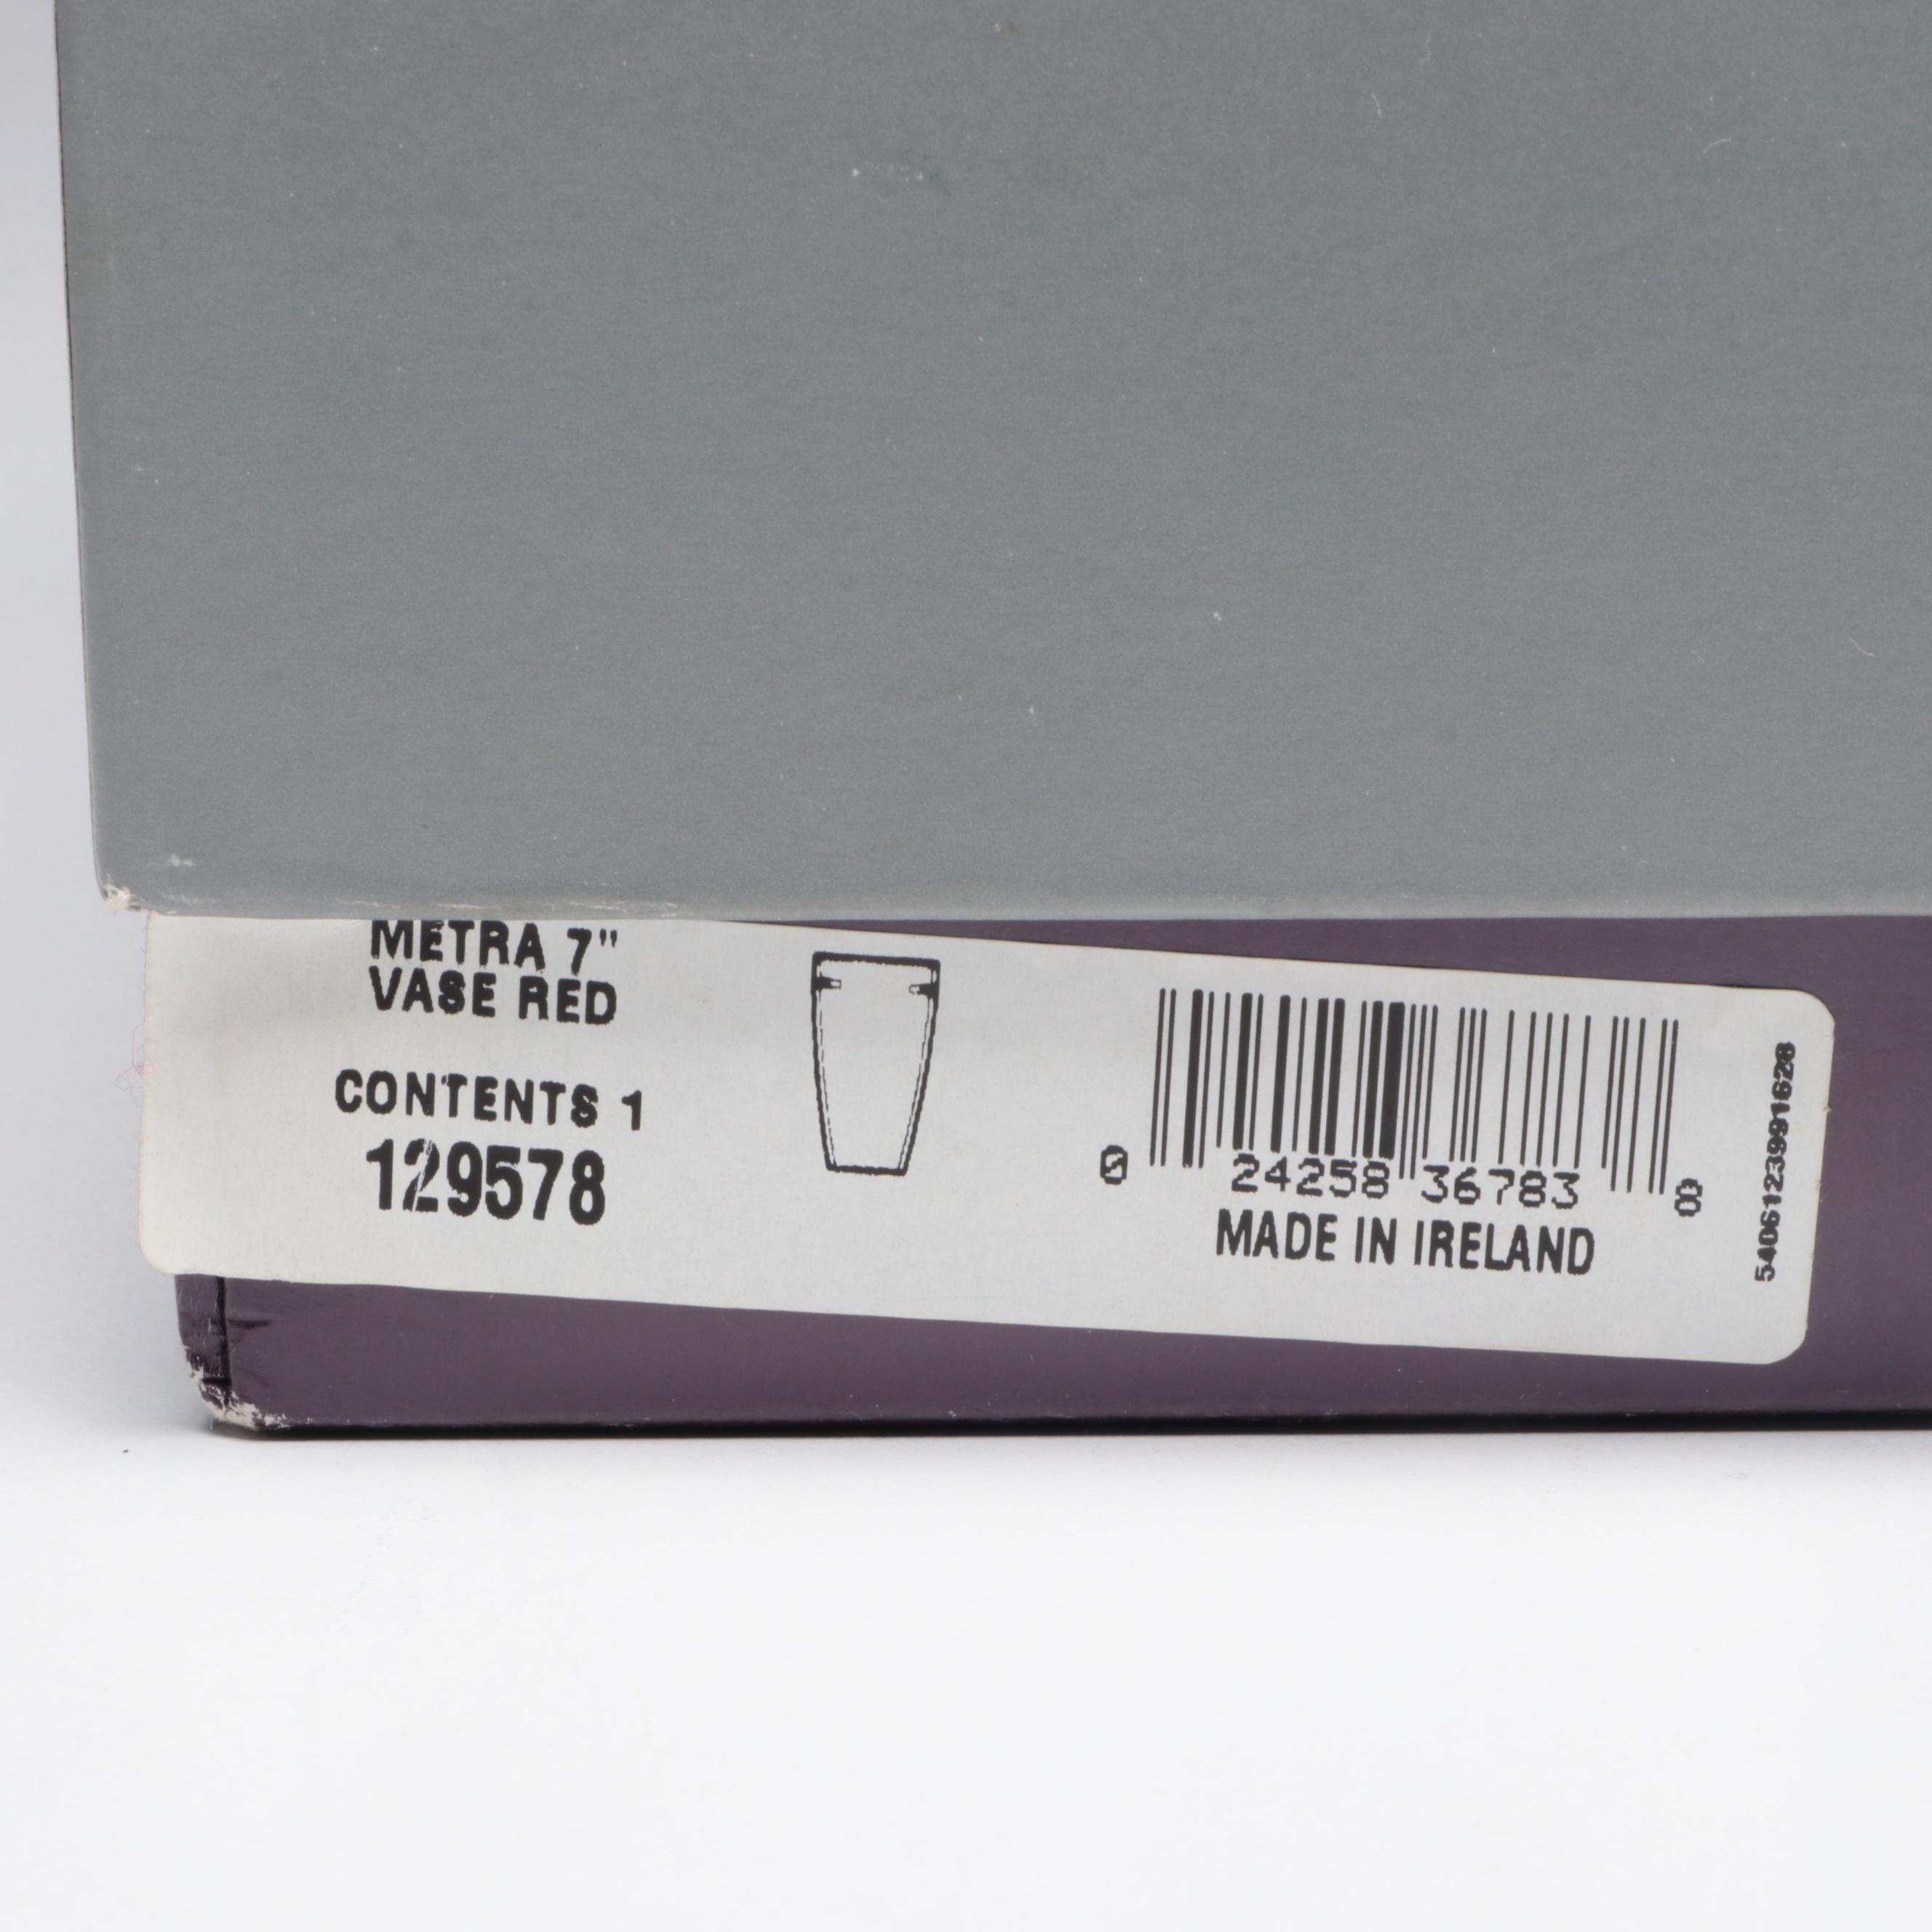 METRA 7"
VASE RED
CONTENTS 1
129578
0 24258 36783 8
MADE IN IRELAND
5406123991628